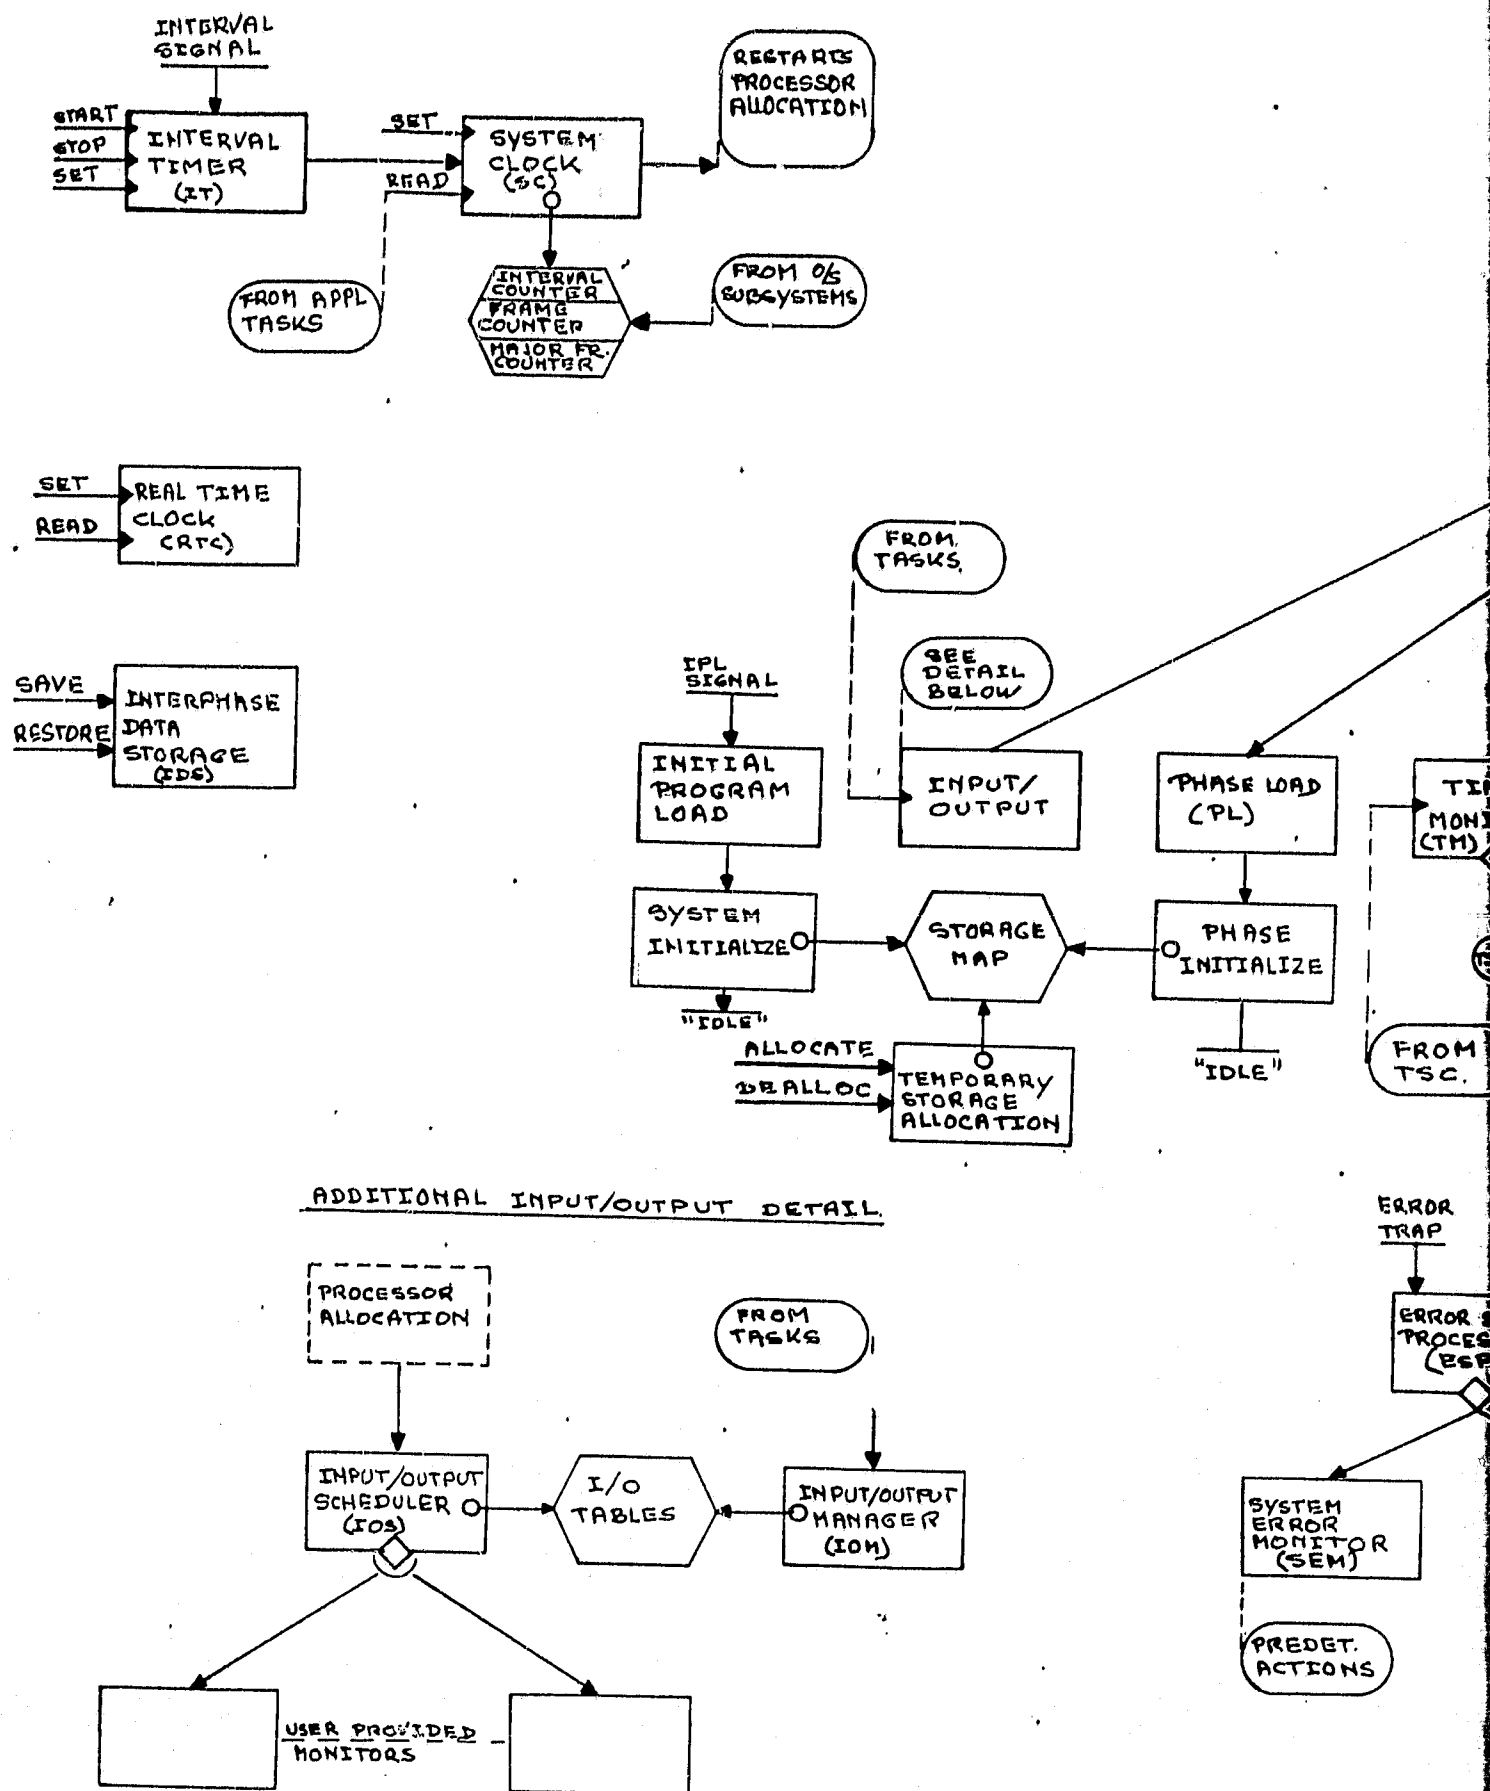 INTERVAL
SIGNAL
START
STOP
SET
INTERVAL
TIMER
(IT)
SET
READ
SYSTEM
CLOCK
(SC)
RESTARTS
PROCESSOR
ALLOCATION
FROM APPL
TASKS
INTERVAL
COUNTER
FRAME
COUNTER
MAJOR FR.
COUNTER
FROM O/S
SUBSYSTEMS
SET
READ
REAL TIME
CLOCK
(RTC)
FROM
TASKS
SAVE
RESTORE
INTERPHASE
DATA
STORAGE
(IDS)
IPL
SIGNAL
SEE
DETAIL
BELOW
INITIAL
PROGRAM
LOAD
INPUT/
OUTPUT
PHASE LOAD
(PL)
(TM)
SYSTEM
INITIALIZE
STORAGE
MAP
PHASE
INITIALIZE
"IDLE"
"IDLE"
ALLOCATE
DEALLOC
TEMPORARY
STORAGE
ALLOCATION
FROM
TSC.
ADDITIONAL INPUT/OUTPUT DETAIL
ERROR
TRAP
PROCESSOR
ALLOCATION
FROM
TASKS
ERROR
INPUT/OUTPUT
SCHEDULER
(IOS)
I/O
TABLES
INPUT/OUTPUT
MANAGER
(IOM)
SYSTEM
ERROR
MONITOR
(SEM)
PREDET.
ACTIONS
USER PROVIDED
MONITORS